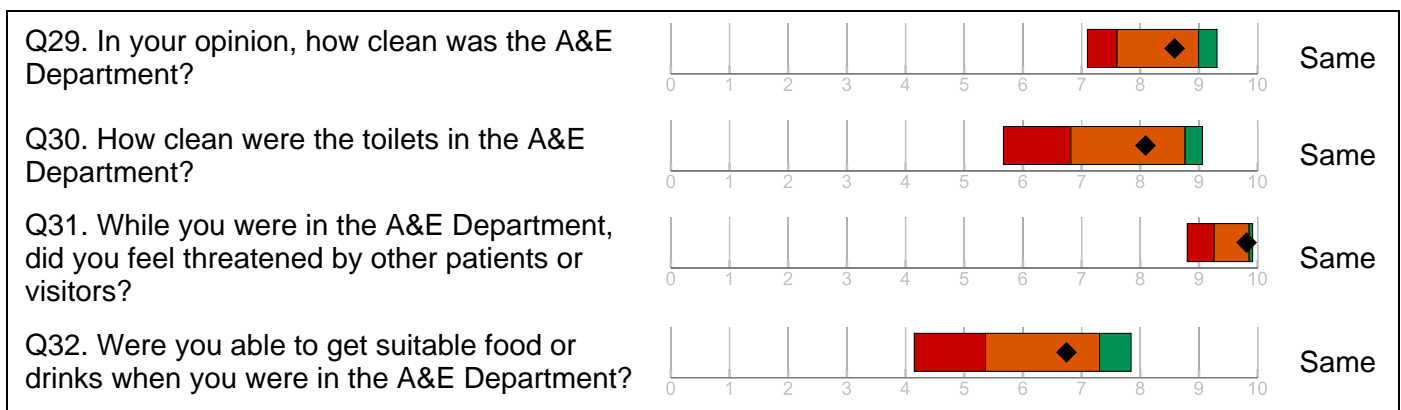 Q29. In your opinion, how clean was the A&E
Department?
0 1 2 3 4 5 6 7 8 9 10
Same
Q30. How clean were the toilets in the A&E
Department?
0 1 2 3 4 5 6 7 8 9 10
Same
Q31. While you were in the A&E Department,
did you feel threatened by other patients or
visitors?
0 1 2 3 4 5 6 7 8 9 10
Same
Q32. Were you able to get suitable food or
drinks when you were in the A&E Department?
0 1 2 3 4 5 6 7 8 9 10
Same